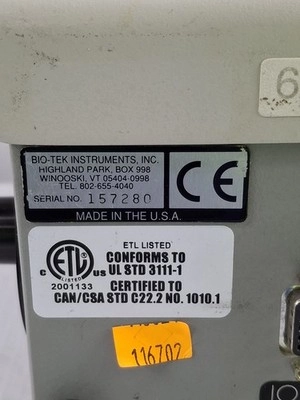 6
BIO-TEK INSTRUMENTS, INC.
HIGHLAND PARK, BOX 998
WINOOSKI, VT 05404-0998
TEL. 802-655-4040
SERIAL NO. 157280
CE
MADE IN THE U.S.A.
ETL LISTED
CONFORMS TO
UL STD 3111-1
C ETL US
LISTED
2001133
CERTIFIED TO
CAN/CSA STD C22.2 NO. 1010.1
116702